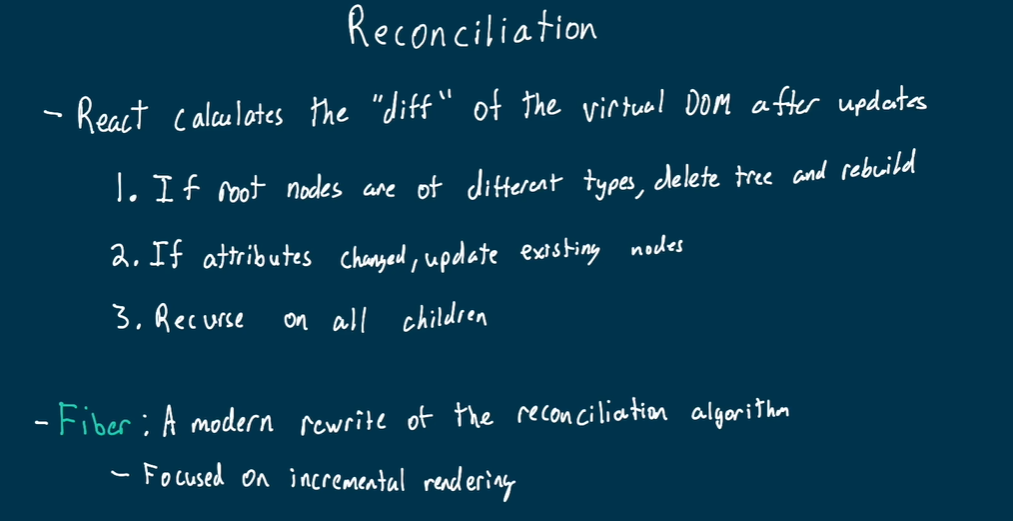 Reconciliation
- React calculates the "diff" of the virtual DOM after updates
1. If root nodes are of different types, delete tree and rebuild
2. If attributes changed, update existing nodes
3. Recurse on all children
- Fiber: A modern rewrite of the reconciliation algorithm
- Focused on incremental rendering